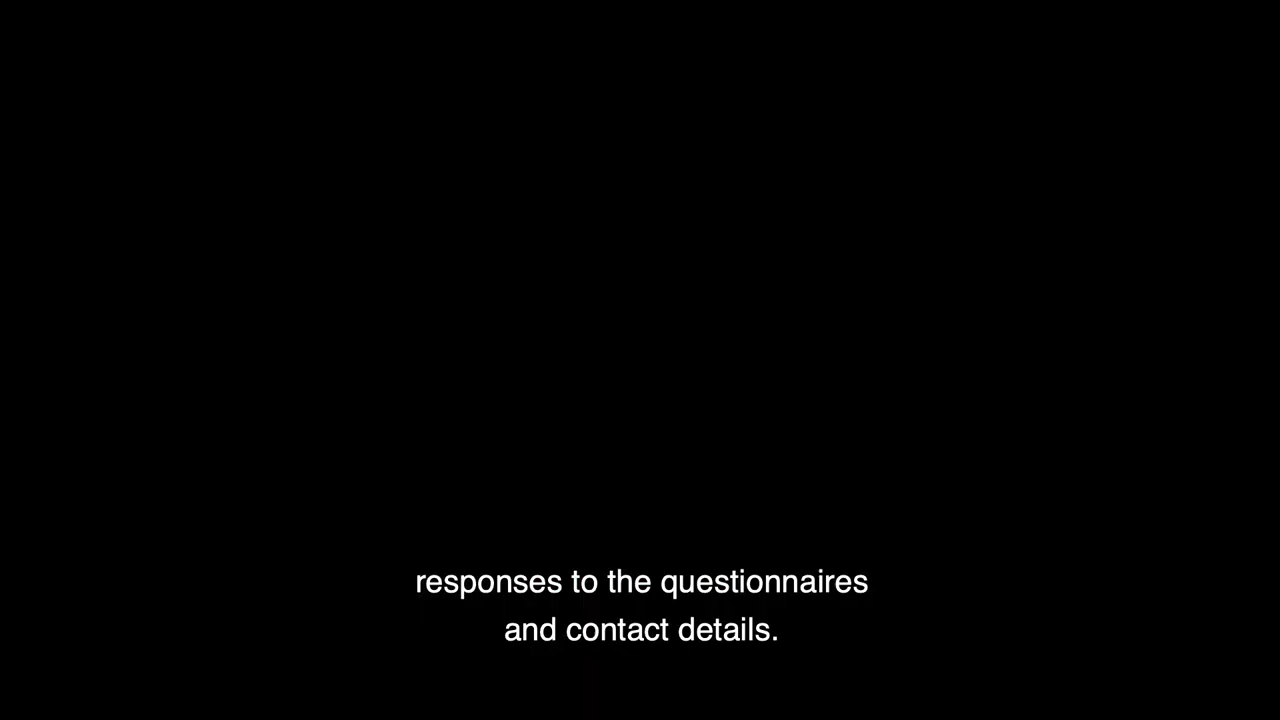 responses to the questionnaires
and contact details.